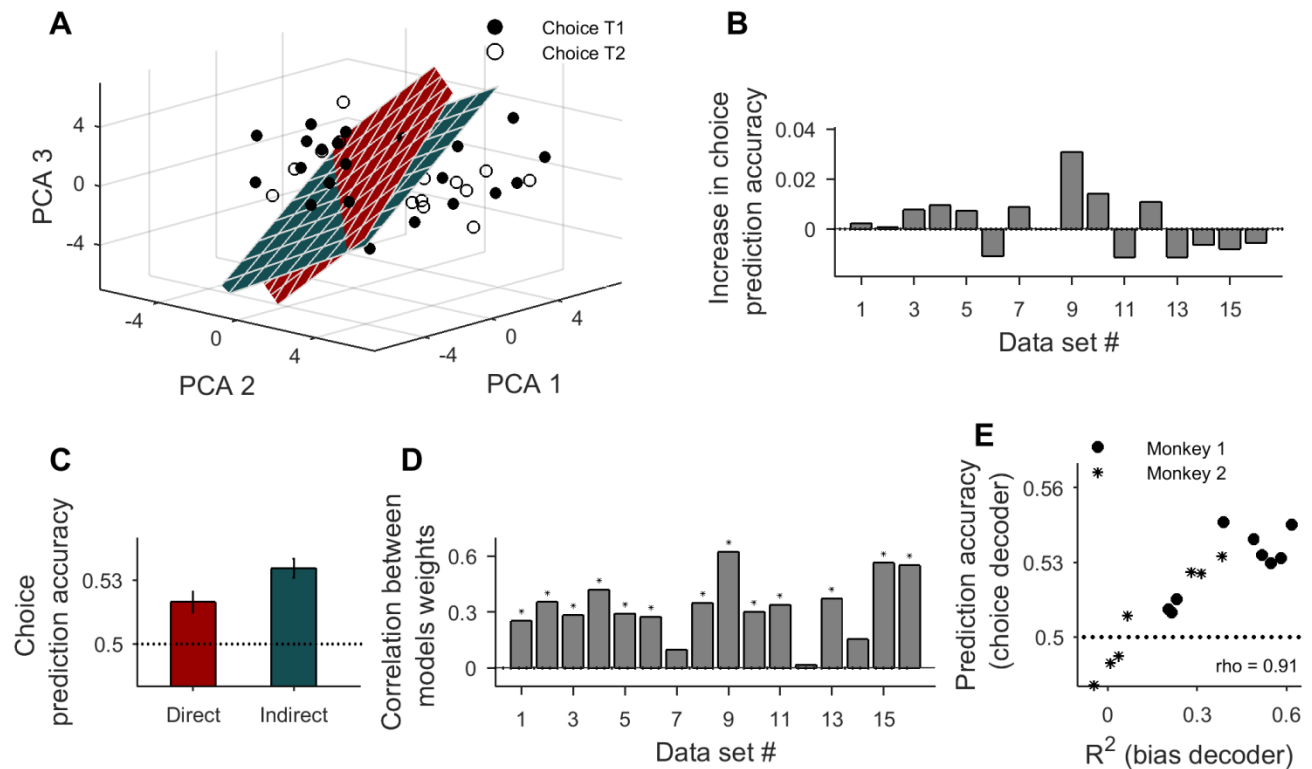 A
Choice T1
Choice T2
PCA 3
4
0
-4
-4
0
4
PCA 2
-4
0
4
PCA 1
B
Increase in choice
prediction accuracy
0.04
0.02
0
1 3 5 7 9 11 13 15
Data set #
C
Choice
prediction accuracy
0.53
0.5
Direct Indirect
D
Correlation between
models weights
0.6
0.3
0
* * * * * * * * * * * * *
1 3 5 7 9 11 13 15
Data set #
E
Monkey 1
Monkey 2
Prediction accuracy
(choice decoder)
0.56
0.53
0.5
rho = 0.91
0 0.3 0.6
R² (bias decoder)